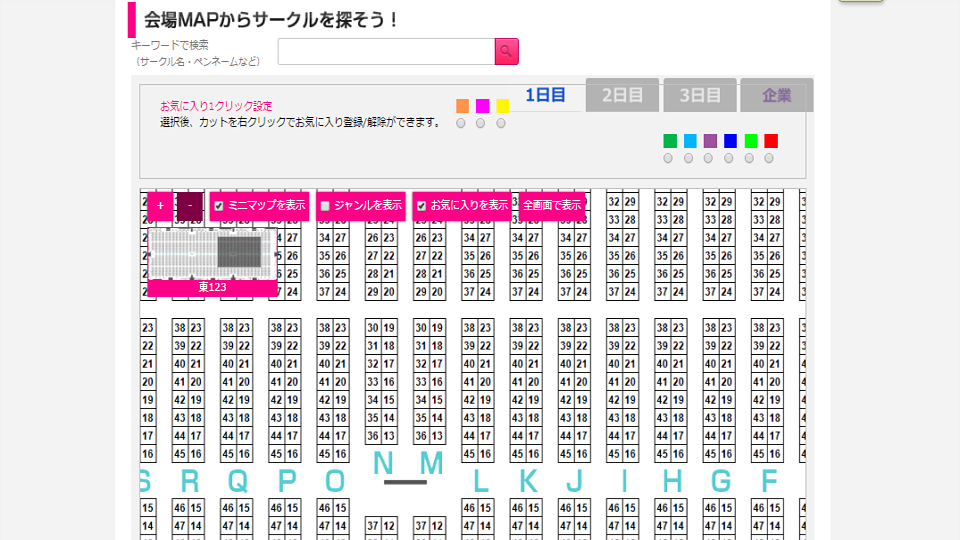 会場MAPからサークルを探そう！
キーワードで検索
（サークル名・ペンネームなど）
1日目 2日目 3日目 企業
お気に入り1クリック設定
選択後、カットを右クリックでお気に入り登録/解除ができます。
+ - ミニマップを表示 ジャンルを表示 お気に入りを表示 全画面で表示
32 29 32 29 32 29 32 29
33 28 33 28 33 28 33 28
27 34 27 26 23 26 23 34 27 34 27 34 27 34 27 34 27 34 27 34 27
26 35 26 27 22 27 22 35 26 35 26 35 26 35 26 35 26 35 26 35 26
25 36 25 28 21 28 21 36 25 36 25 36 25 36 25 36 25 36 25 36 25
24 37 24 29 20 29 20 37 24 37 24 37 24 37 24 37 24 37 24 37 24
東123
23 38 23 38 23 38 23 38 23 30 19 30 19 38 23 38 23 38 23 38 23 38 23 38 23 38 23
22 39 22 39 22 39 22 39 22 31 18 31 18 39 22 39 22 39 22 39 22 39 22 39 22 39 22
21 40 21 40 21 40 21 40 21 32 17 32 17 40 21 40 21 40 21 40 21 40 21 40 21 40 21
20 41 20 41 20 41 20 41 20 33 16 33 16 41 20 41 20 41 20 41 20 41 20 41 20 41 20
19 42 19 42 19 42 19 42 19 34 15 34 15 42 19 42 19 42 19 42 19 42 19 42 19 42 19
18 43 18 43 18 43 18 43 18 35 14 35 14 43 18 43 18 43 18 43 18 43 18 43 18 43 18
17 44 17 44 17 44 17 44 17 36 13 36 13 44 17 44 17 44 17 44 17 44 17 44 17 44 17
16 45 16 45 16 45 16 45 16 45 16 45 16 45 16 45 16 45 16 45 16 45 16
S R Q P O N M L K J I H G F
15 46 15 46 15 46 15 46 15 46 15 46 15 46 15 46 15 46 15 46 15 46 15
14 47 14 47 14 47 14 47 14 37 12 37 12 47 14 47 14 47 14 47 14 47 14 47 14 47 14